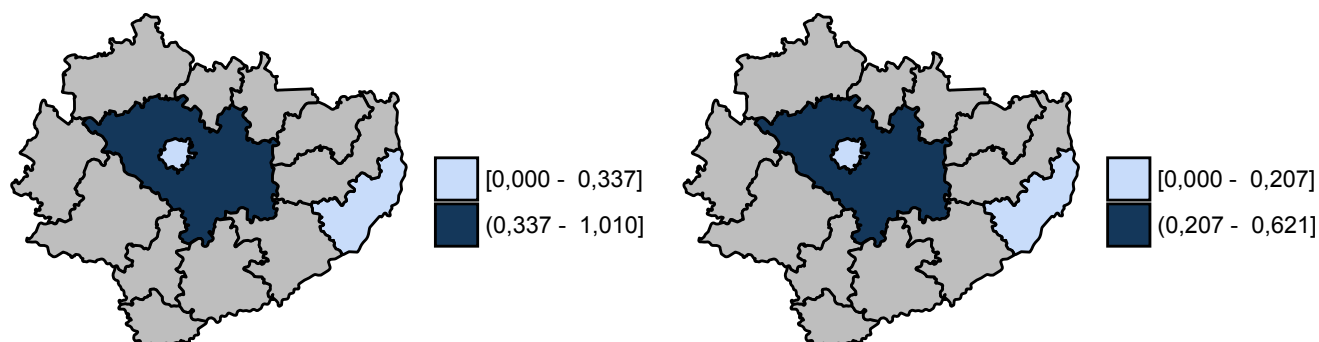 [0,000 - 0,337]
(0,337 - 1,010]
[0,000 - 0,207]
(0,207 - 0,621]